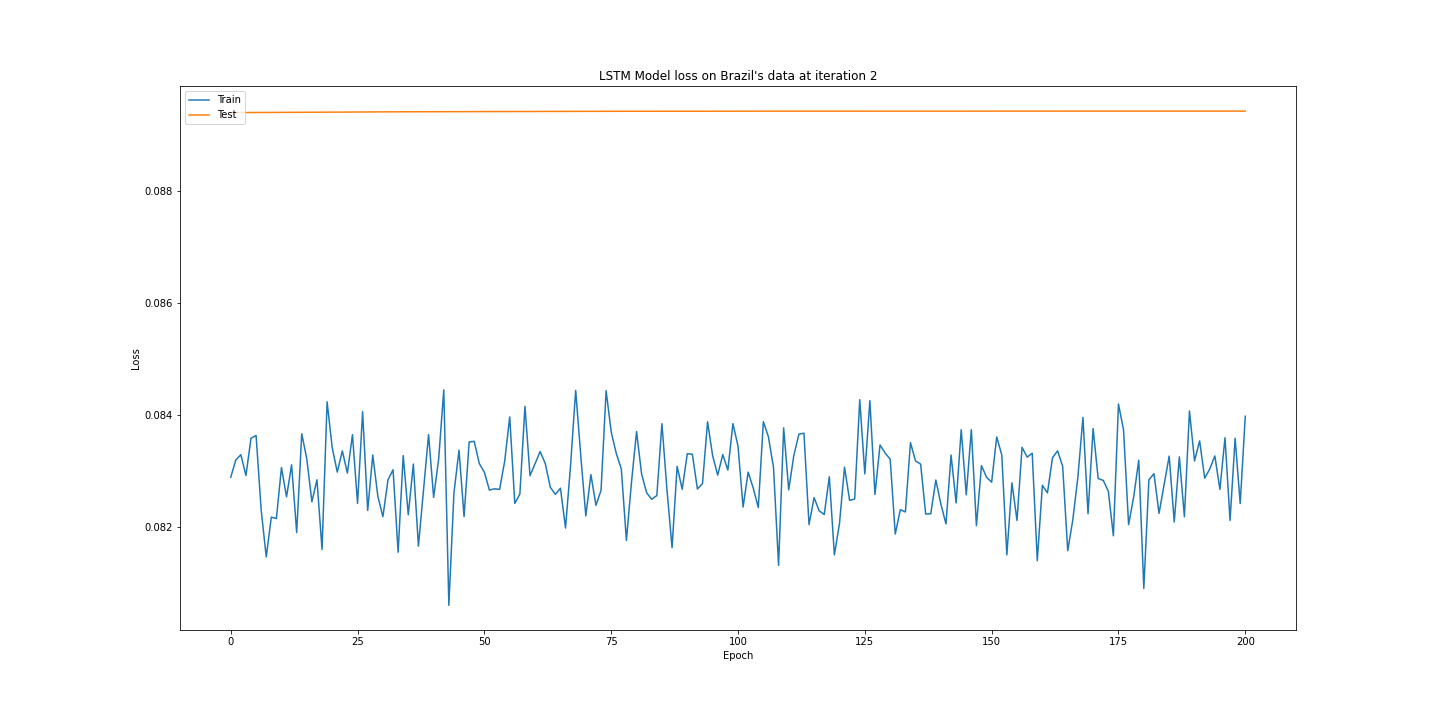 LSTM Model loss on Brazil's data at iteration 2
Train
Test
0.088
0.086
0.084
0.082
Loss
0 25 50 75 100 125 150 175 200
Epoch